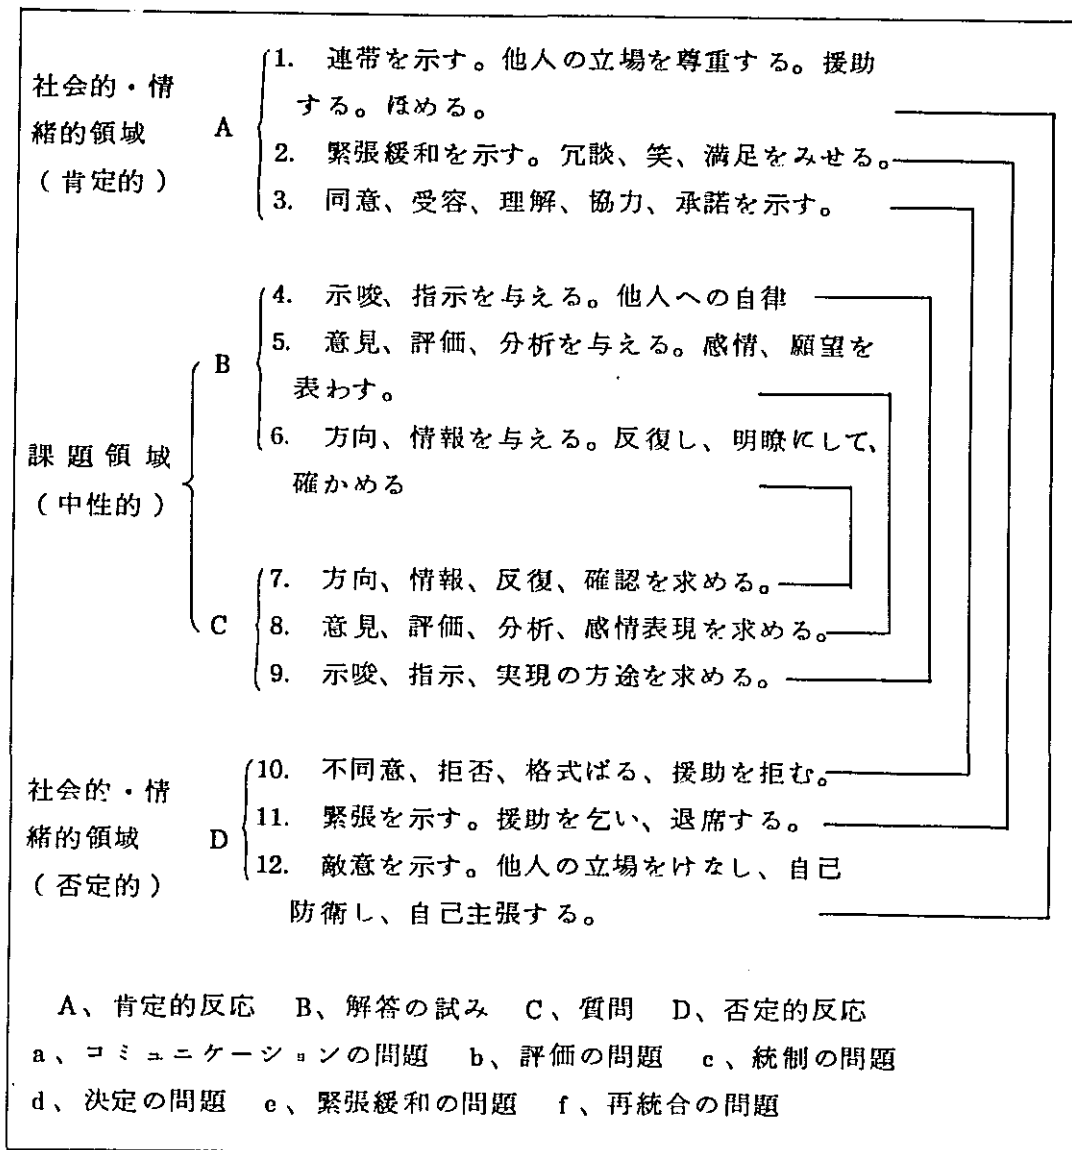 社会的・情
緒的領域
(肯定的)
A
1. 連帯を示す。他人の立場を尊重する。援助
する。ほめる。
2. 緊張緩和を示す。冗談、笑、満足をみせる。
3. 同意、受容、理解、協力、承諾を示す。
課題領域
(中性的)
B
4. 示唆、指示を与える。他人への自律
5. 意見、評価、分析を与える。感情、願望を
表わす。
6. 方向、情報を与える。反復し、明瞭にして、
確かめる
C
7. 方向、情報、反復、確認を求める。
8. 意見、評価、分析、感情表現を求める。
9. 示唆、指示、実現の方途を求める。
社会的・情
緒的領域
(否定的)
D
10. 不同意、拒否、格式ばる、援助を拒む。
11. 緊張を示す。援助を乞い、退席する。
12. 敵意を示す。他人の立場をけなし、自己
防衛し、自己主張する。
A、肯定的反応 B、解答の試み C、質問 D、否定的反応
a、コミュニケーションの問題 b、評価の問題 c、統制の問題
d、決定の問題 e、緊張緩和の問題 f、再統合の問題